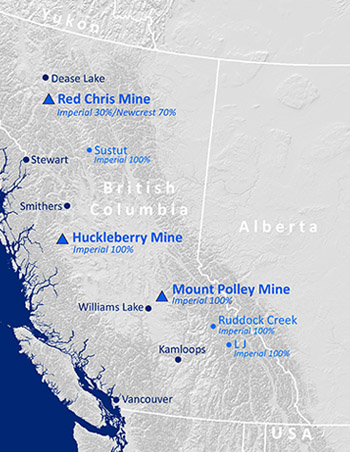 Yukon
Dease Lake
Red Chris Mine
Imperial 30%/Newcrest 70%
Sustut
Imperial 100%
Stewart
British
Columbia
Smithers
Alberta
Huckleberry Mine
Imperial 100%
Mount Polley Mine
Imperial 100%
Williams Lake
Ruddock Creek
Imperial 100%
L J
Imperial 100%
Kamloops
Vancouver
USA